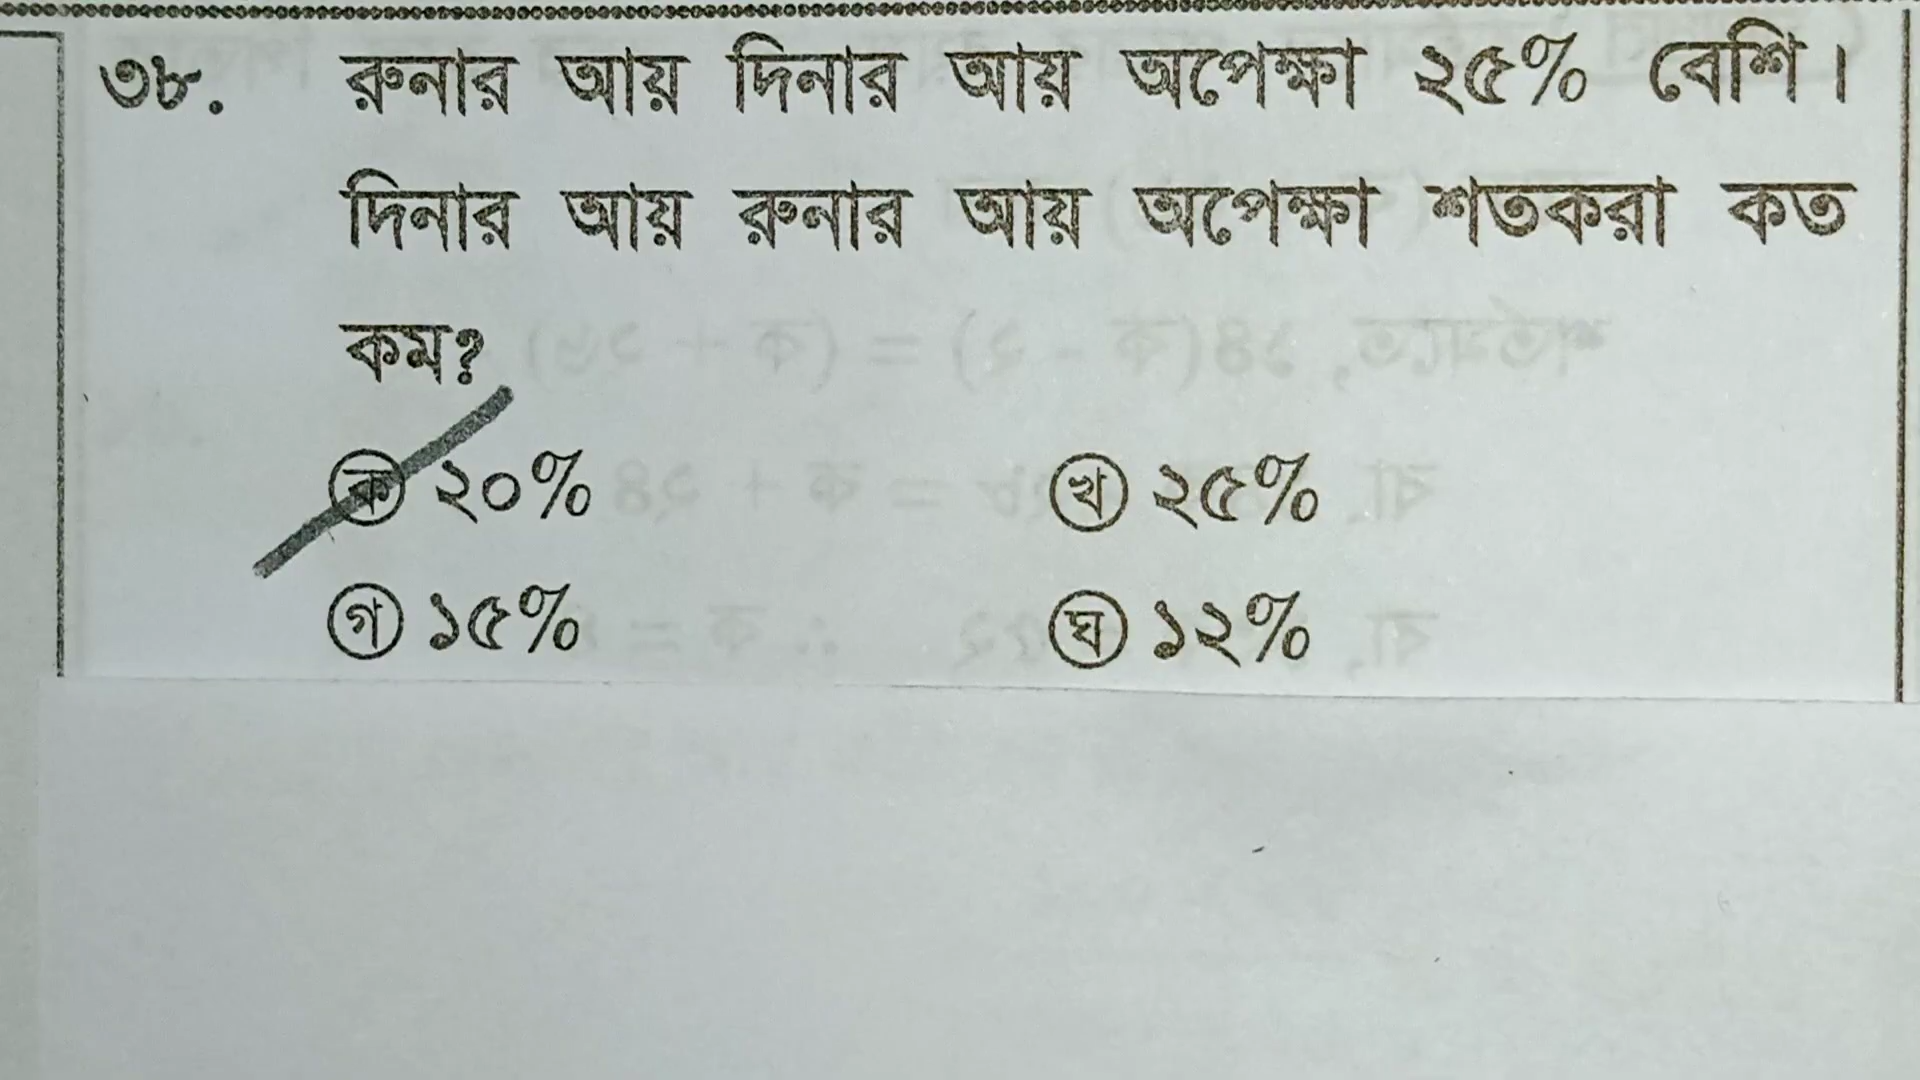 ৩৮. রুনার আয় দিনার আয় অপেক্ষা ২৫% বেশি।
দিনার আয় রুনার আয় অপেক্ষা শতকরা কত
কম?
ক ২০% খ ২৫%
গ ১৫% ঘ ১২%